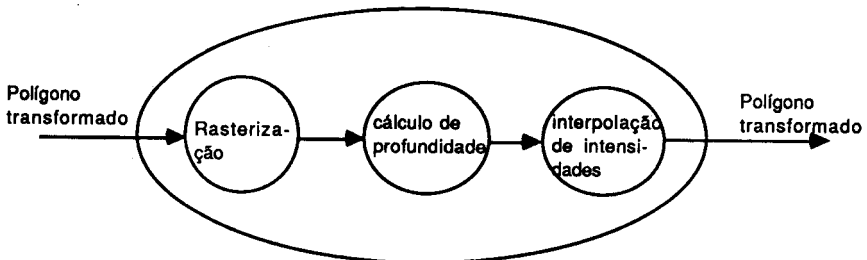 Polígono
transformado
Rasteriza-
ção
cálculo de
profundidade
interpolação
de intensi-
dades
Polígono
transformado